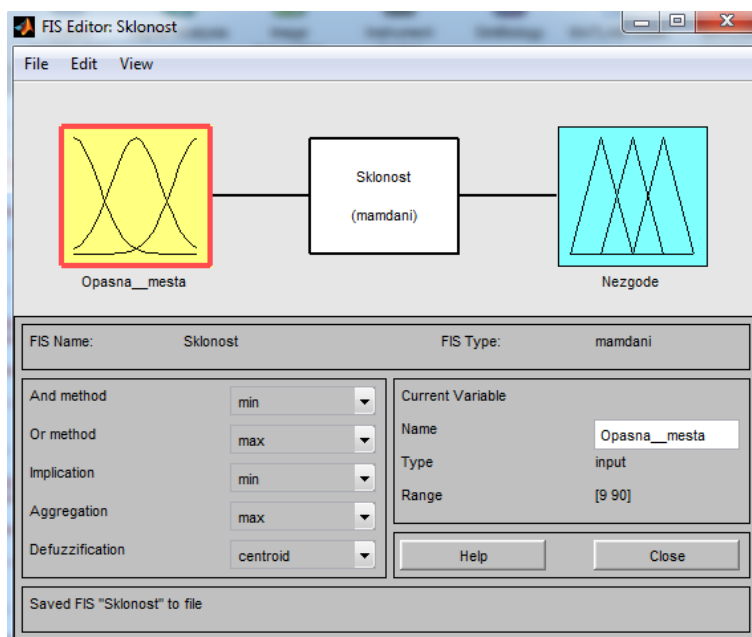 FIS Editor: Sklonost
File Edit View
Sklonost
(mamdani)
Opasna__mesta
Nezgode
FIS Name: Sklonost FIS Type: mamdani
And method min
Or method max
Implication min
Aggregation max
Defuzzification centroid
Current Variable
Name Opasna__mesta
Type input
Range [9 90]
Help Close
Saved FIS "Sklonost" to file